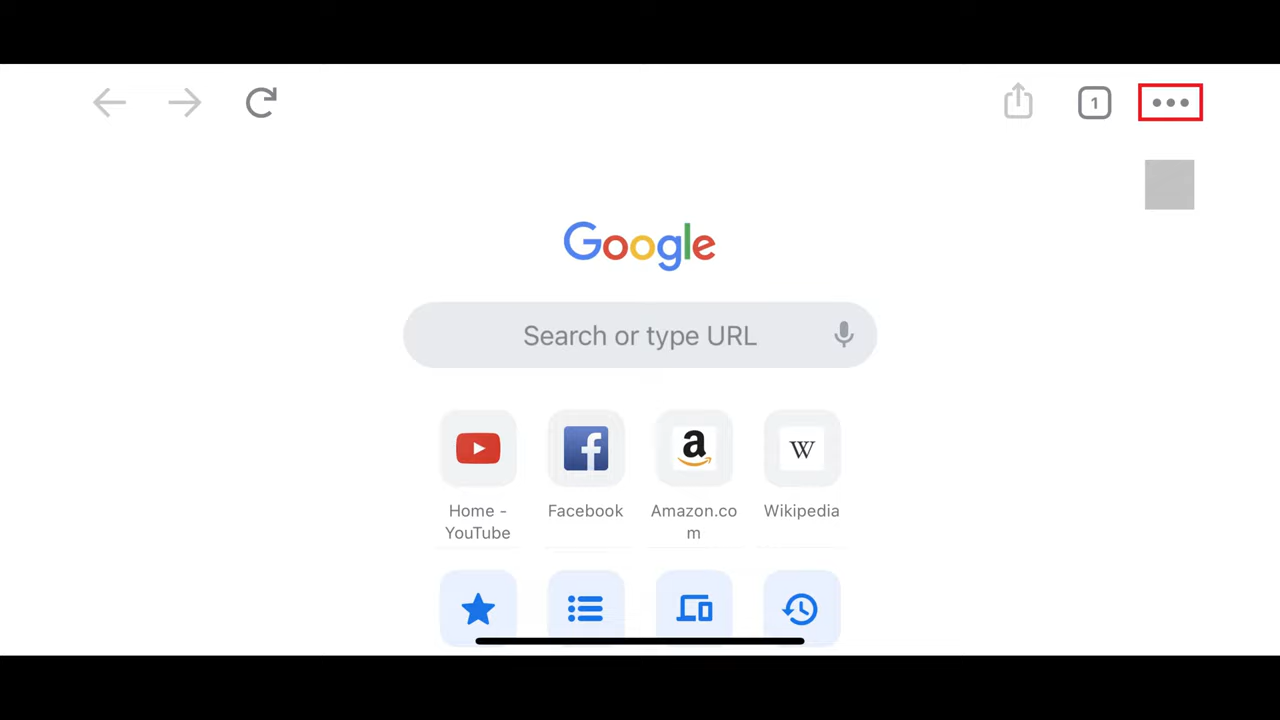 1
Google
Search or type URL
f
a
W
Home -
YouTube
Facebook
Amazon.co
m
Wikipedia